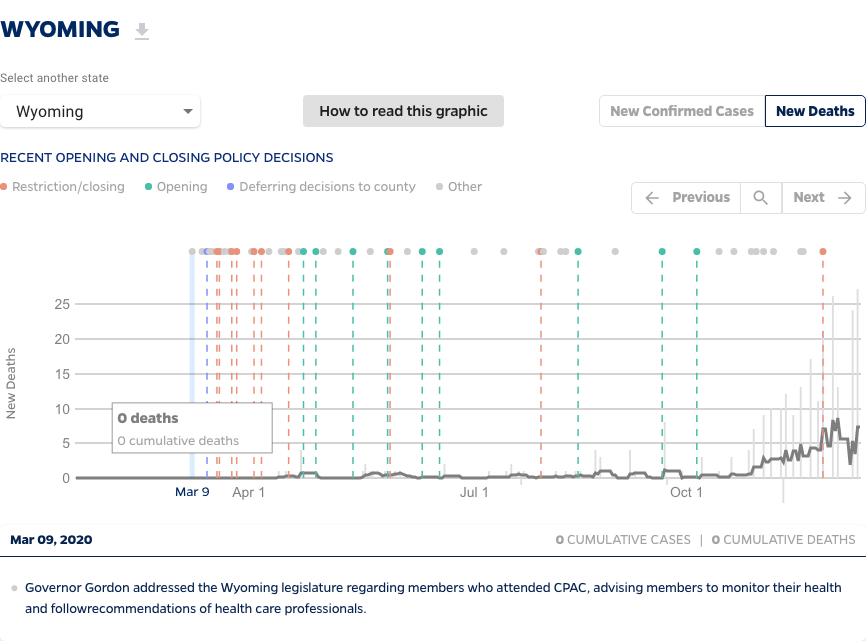 WYOMING
Select another state
Wyoming
How to read this graphic
New Confirmed Cases
New Deaths
RECENT OPENING AND CLOSING POLICY DECISIONS
Restriction/closing
Opening
Deferring decisions to county
Other
Previous
Next
New Deaths
25
20
15
10
5
0
0 deaths
0 cumulative deaths
Mar 9
Apr 1
Jul 1
Oct 1
Mar 09, 2020
0 CUMULATIVE CASES | 0 CUMULATIVE DEATHS
Governor Gordon addressed the Wyoming legislature regarding members who attended CPAC, advising members to monitor their health
and followrecommendations of health care professionals.